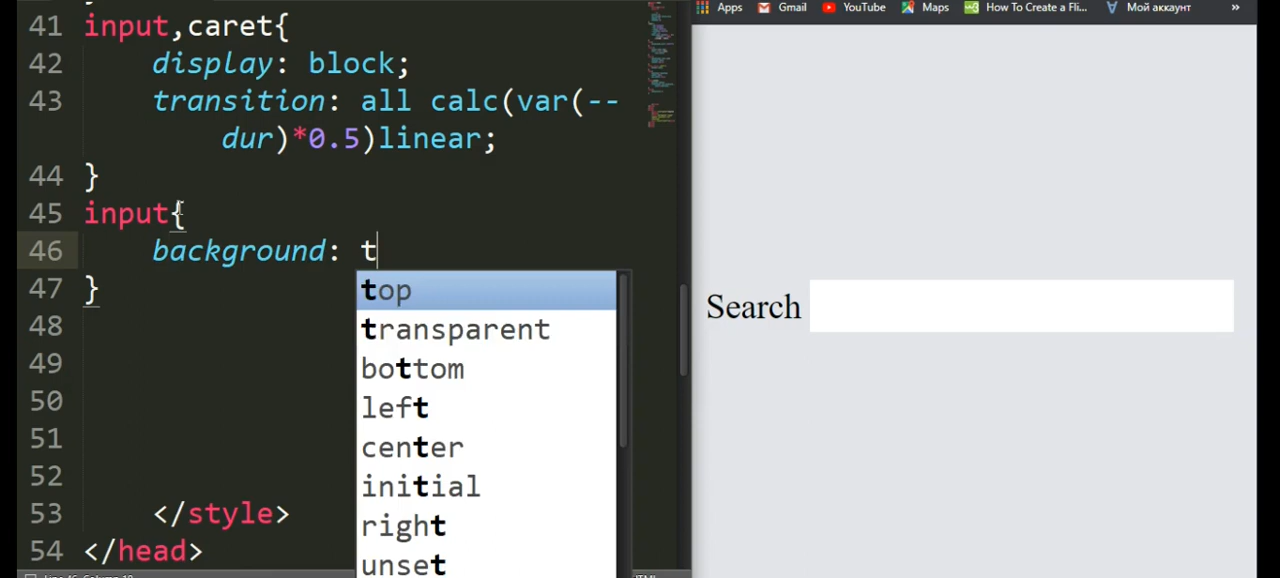 Apps Gmail YouTube Maps How To Create a Fli... Мой аккаунт »
41 input,caret{
42 display: block;
43 transition: all calc(var(--
dur)*0.5)linear;
44 }
45 input{
46 background: t
47 }
48
49
50
51
52
53 </style>
54 </head>
top
transparent
bottom
left
center
initial
right
unset
Search